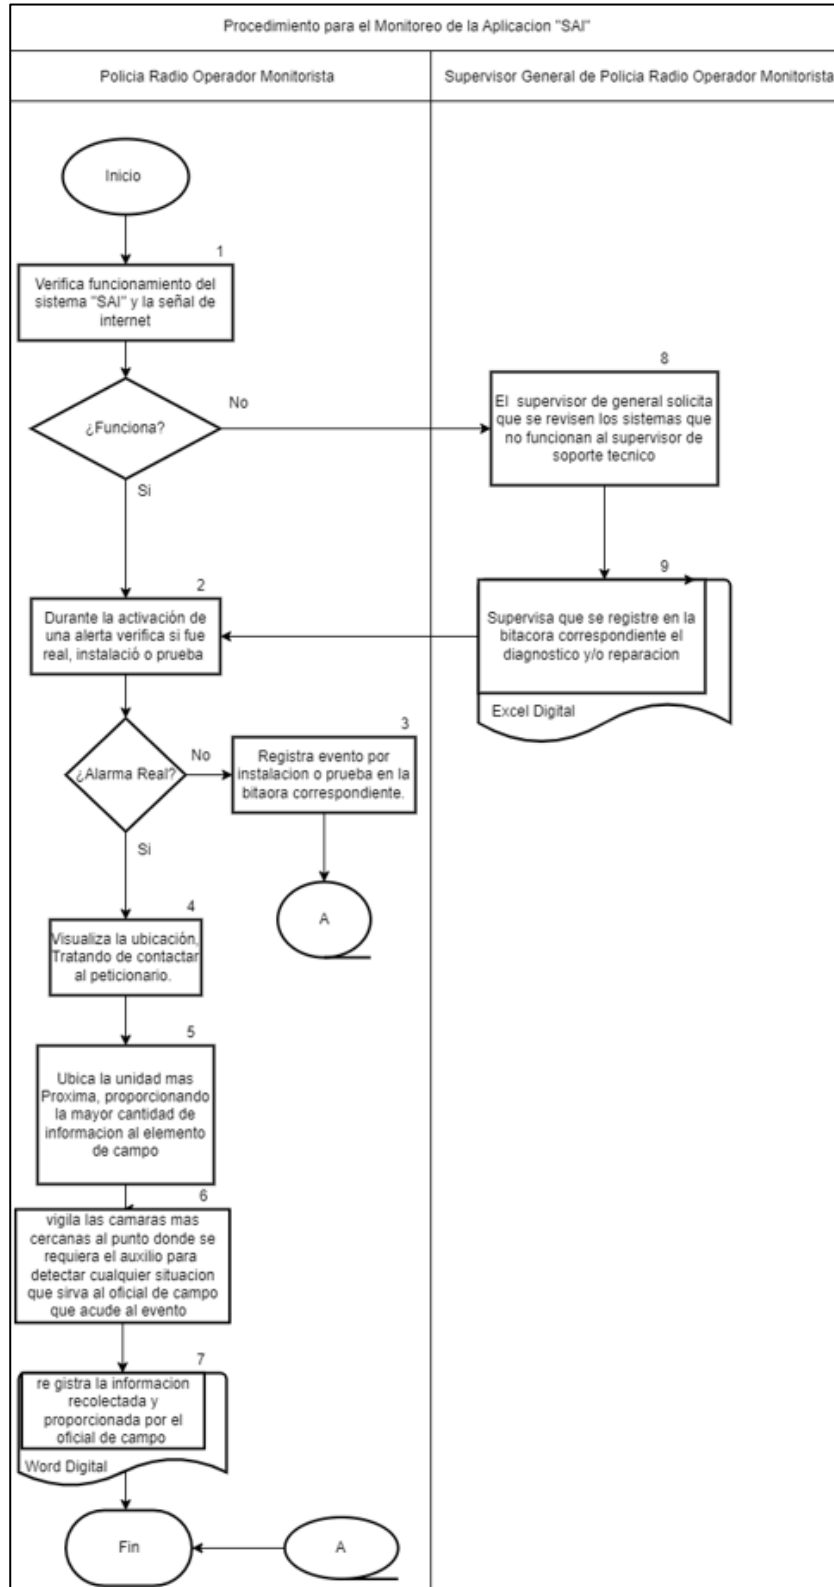 Procedimiento para el Monitoreo de la Aplicacion "SAI"
Policia Radio Operador Monitorista
Supervisor General de Policia Radio Operador Monitorista
Inicio
1
Verifica funcionamiento del
sistema "SAI" y la señal de
internet
¿Funciona?
No
Si
8
El supervisor de general solicita
que se revisen los sistemas que
no funcionan al supervisor de
soporte tecnico
9
Supervisa que se registre en la
bitacora correspondiente el
diagnostico y/o reparacion
Excel Digital
2
Durante la activación de
una alerta verifica si fue
real, instalació o prueba
¿Alarma Real?
No
Si
3
Registra evento por
instalacion o prueba en la
bitaora correspondiente.
A
4
Visualiza la ubicación,
Tratando de contactar
al peticionario.
5
Ubica la unidad mas
Proxima, proporcionando
la mayor cantidad de
informacion al elemento
de campo
6
vigila las camaras mas
cercanas al punto donde se
requiera el auxilio para
detectar cualquier situacion
que sirva al oficial de campo
que acude al evento
7
re gistra la informacion
recolectada y
proporcionada por el
oficial de campo
Word Digital
Fin
A